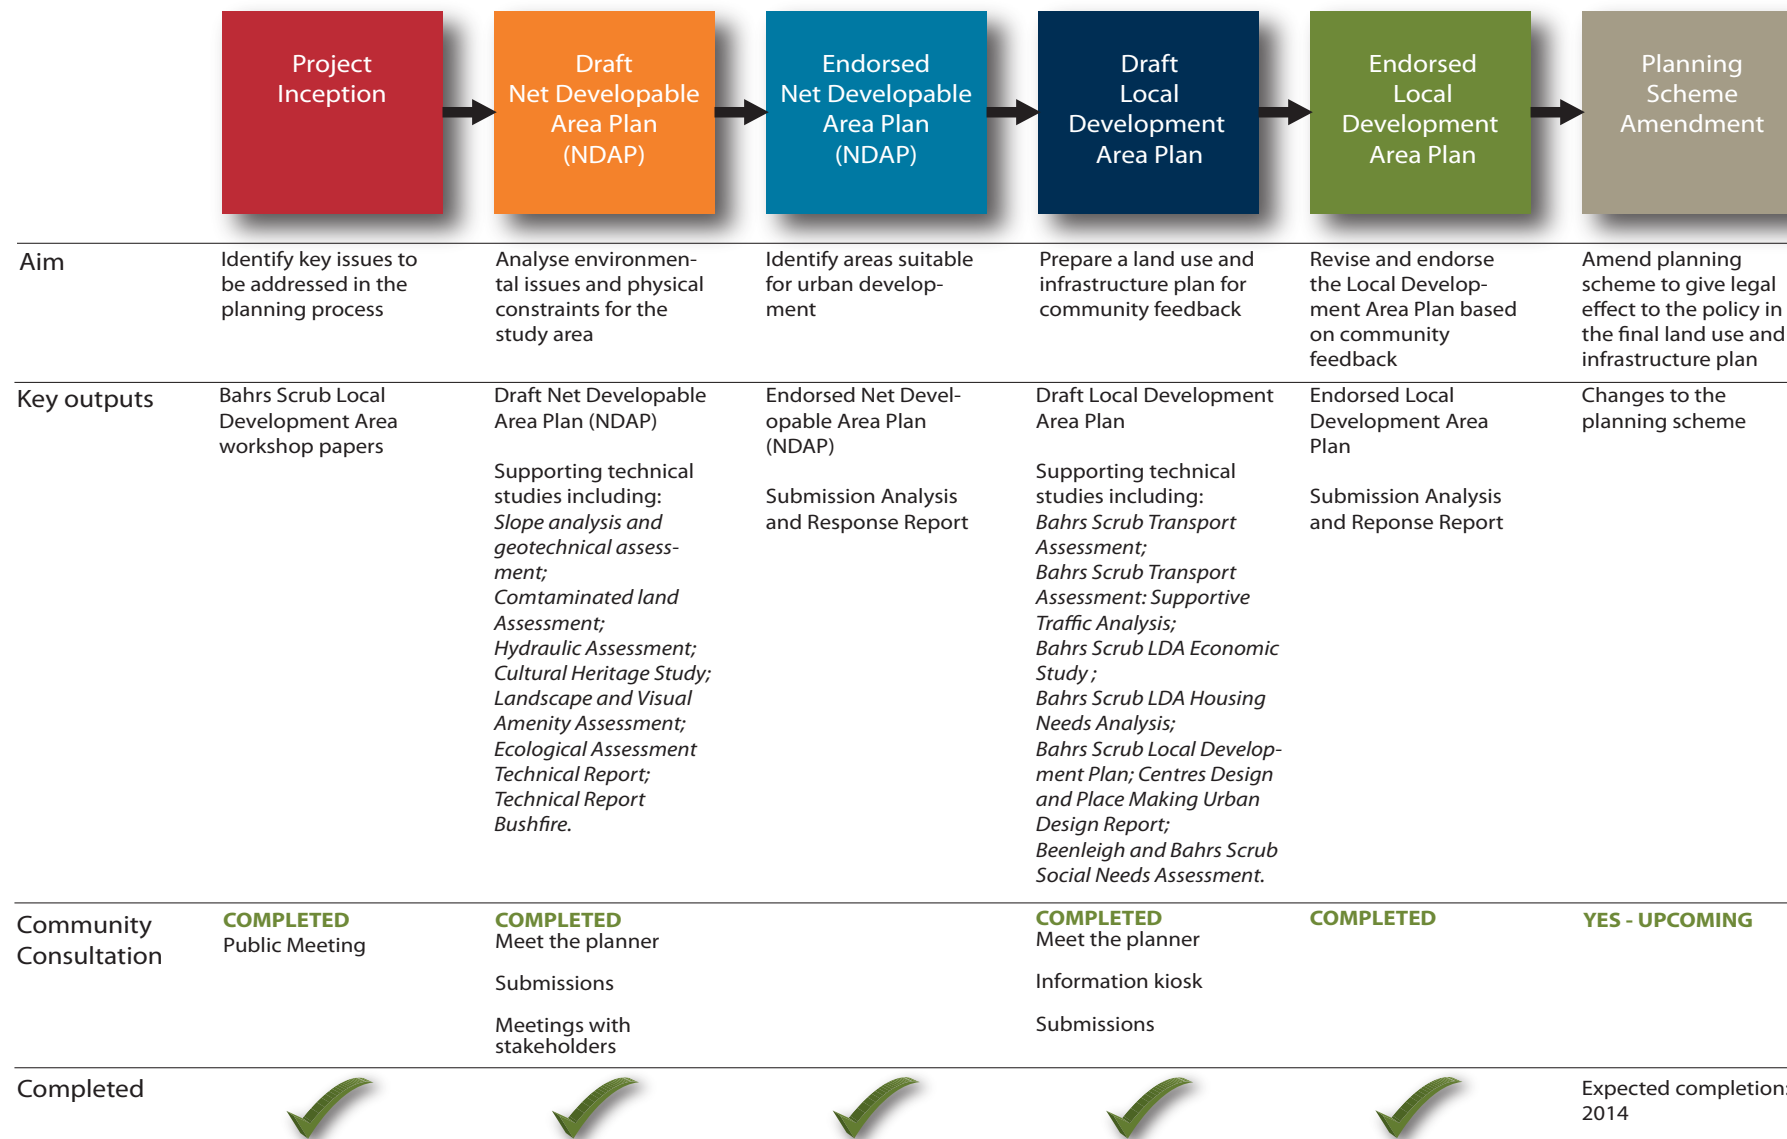 Project
Inception
Draft
Net Developable
Area Plan
(NDAP)
Endorsed
Net Developable
Area Plan
(NDAP)
Draft
Local
Development
Area Plan
Endorsed
Local
Development
Area Plan
Planning
Scheme
Amendment
Aim
Identify key issues to
be addressed in the
planning process
Analyse environmen-
tal issues and physical
constraints for the
study area
Identify areas suitable
for urban develop-
ment
Prepare a land use and
infrastructure plan for
community feedback
Revise and endorse
the Local Develop-
ment Area Plan based
on community
feedback
Amend planning
scheme to give legal
effect to the policy in
the final land use and
infrastructure plan
Key outputs
Bahrs Scrub Local
Development Area
workshop papers
Draft Net Developable
Area Plan (NDAP)
Supporting technical
studies including:
Slope analysis and
geotechnical assess-
ment;
Comtaminated land
Assessment;
Hydraulic Assessment;
Cultural Heritage Study;
Landscape and Visual
Amenity Assessment;
Ecological Assessment
Technical Report;
Technical Report
Bushfire.
Endorsed Net Devel-
opable Area Plan
(NDAP)
Submission Analysis
and Response Report
Draft Local Development
Area Plan
Supporting technical
studies including:
Bahrs Scrub Transport
Assessment;
Bahrs Scrub Transport
Assessment: Supportive
Traffic Analysis;
Bahrs Scrub LDA Economic
Study ;
Bahrs Scrub LDA Housing
Needs Analysis;
Bahrs Scrub Local Develop-
ment Plan; Centres Design
and Place Making Urban
Design Report;
Beenleigh and Bahrs Scrub
Social Needs Assessment.
Endorsed Local
Development Area
Plan
Submission Analysis
and Reponse Report
Changes to the
planning scheme
Community
Consultation
COMPLETED
Public Meeting
COMPLETED
Meet the planner
Submissions
Meetings with
stakeholders
COMPLETED
Meet the planner
Information kiosk
Submissions
COMPLETED
YES - UPCOMING
Completed
Expected completion:
2014